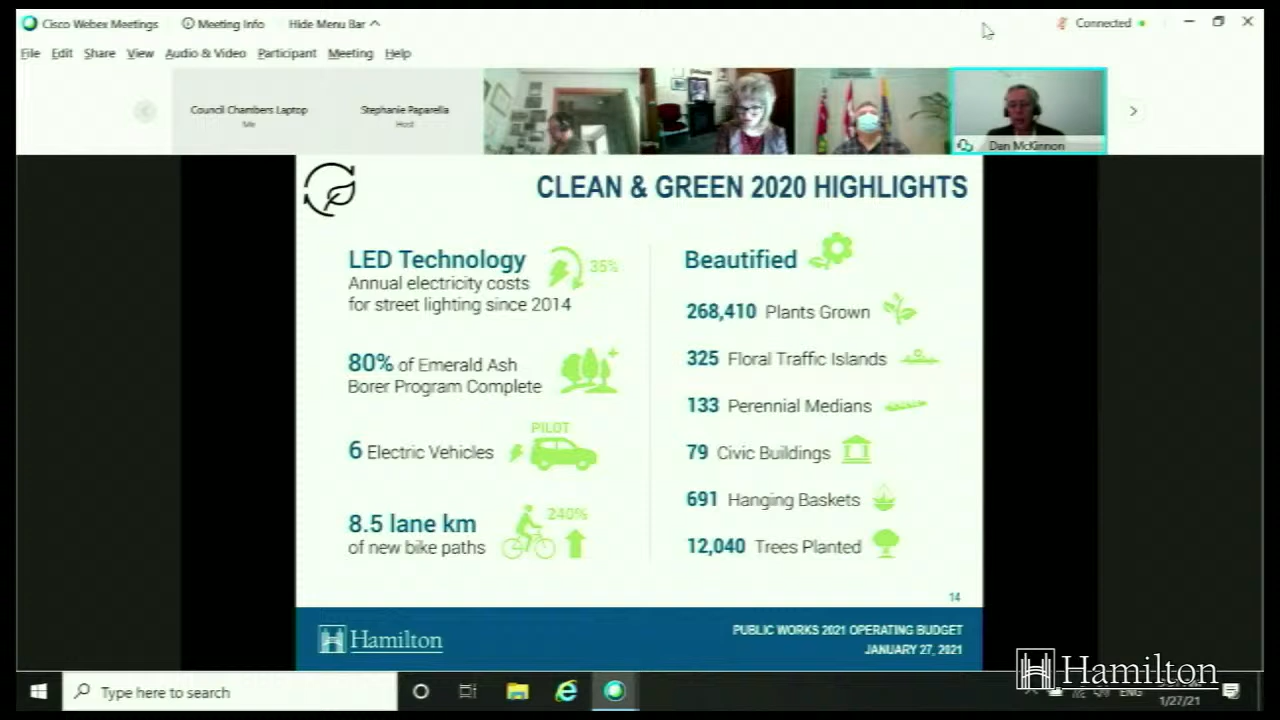 Cisco Webex Meetings
Meeting Info
Hide Menu Bar
Connected
File Edit Share View Audio & Video Participant Meeting Help
Council Chambers Laptop
Me
Stephanie Paparella
Host
Dan McKinnon
CLEAN & GREEN 2020 HIGHLIGHTS
LED Technology
Annual electricity costs
for street lighting since 2014
35%
80% of Emerald Ash
Borer Program Complete
6 Electric Vehicles
PILOT
8.5 lane km
of new bike paths
240%
Beautified
268,410 Plants Grown
325 Floral Traffic Islands
133 Perennial Medians
79 Civic Buildings
691 Hanging Baskets
12,040 Trees Planted
14
Hamilton
PUBLIC WORKS 2021 OPERATING BUDGET
JANUARY 27, 2021
Type here to search
Hamilton
ENG
1/27/21